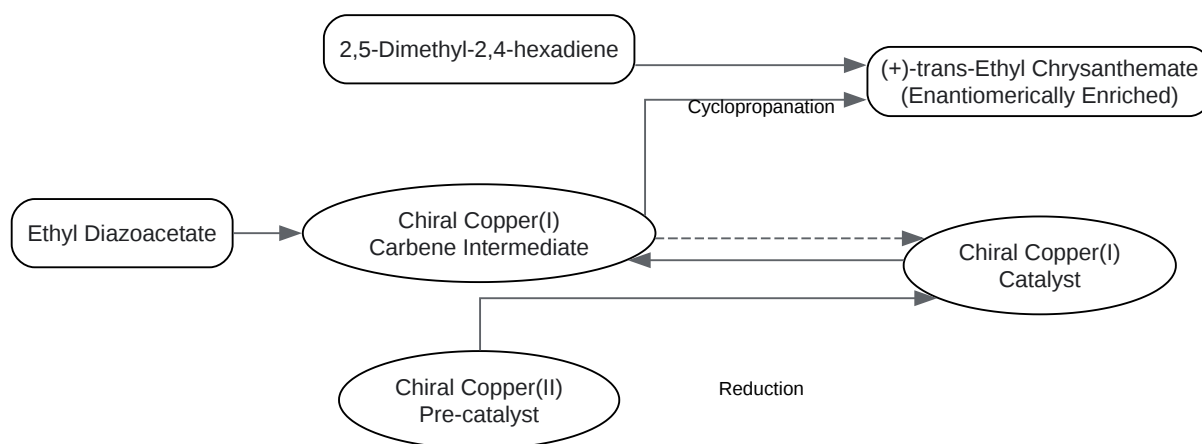 2,5-Dimethyl-2,4-hexadiene
(+)-trans-Ethyl Chrysanthemate
(Enantiomerically Enriched)
Cyclopropanation
Ethyl Diazoacetate
Chiral Copper(I)
Carbene Intermediate
Chiral Copper(I)
Catalyst
Chiral Copper(II)
Pre-catalyst
Reduction